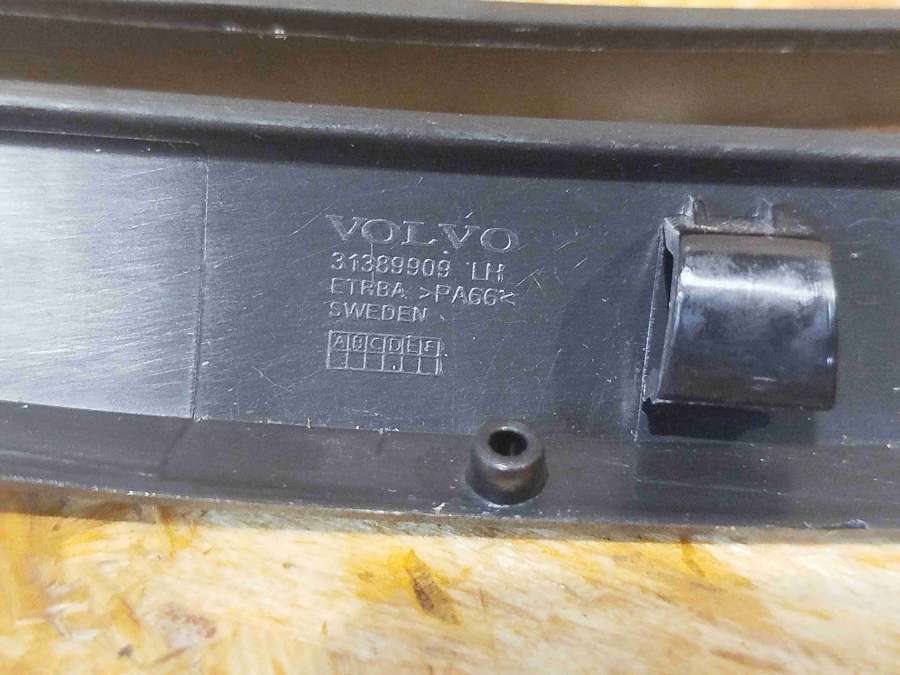 VOLVO
31389909 LH
ETRBA >PA66<
SWEDEN
A B C D E F